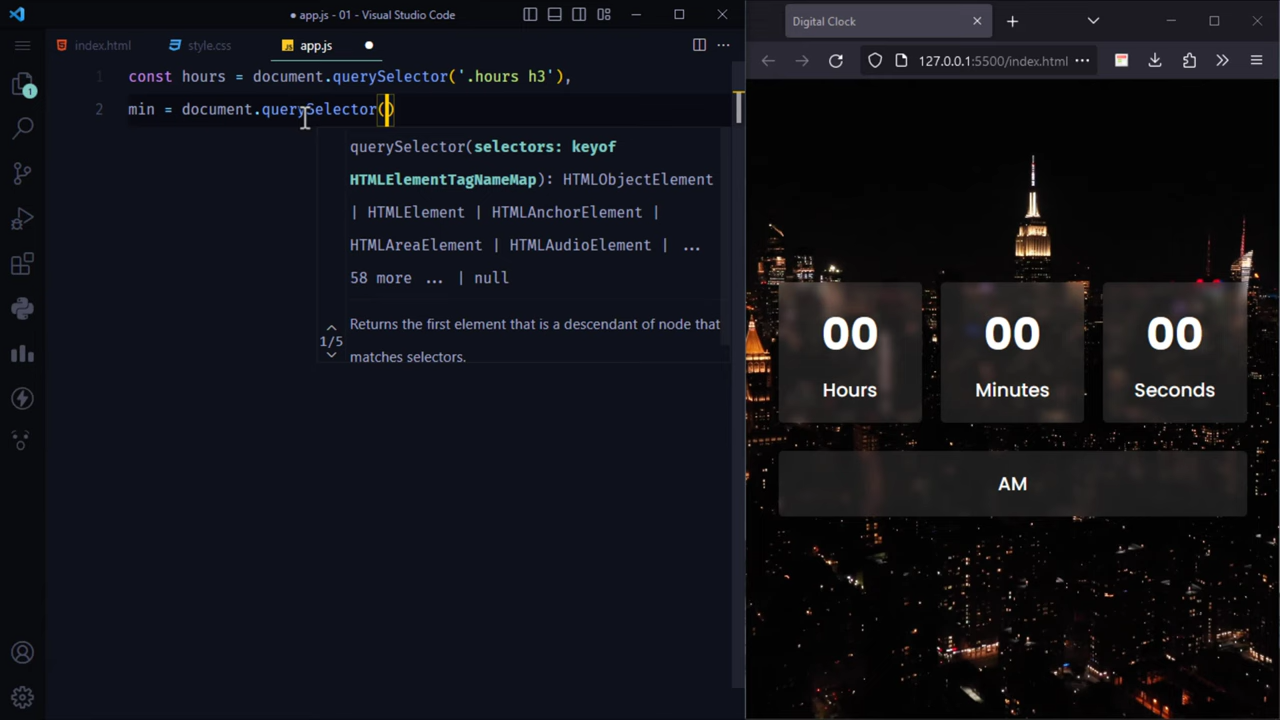 app.js - 01 - Visual Studio Code
index.html
style.css
JS app.js
1 const hours = document.querySelector('.hours h3'),
2 min = document.querySelector()
querySelector(selectors: keyof
HTMLElementTagNameMap): HTMLObjectElement
| HTMLElement | HTMLAnchorElement |
HTMLAreaElement | HTMLAudioElement | ...
58 more ... | null
1/5
Returns the first element that is a descendant of node that
matches selectors.
1
Digital Clock
127.0.0.1:5500/index.html
00
Hours
00
Minutes
00
Seconds
AM